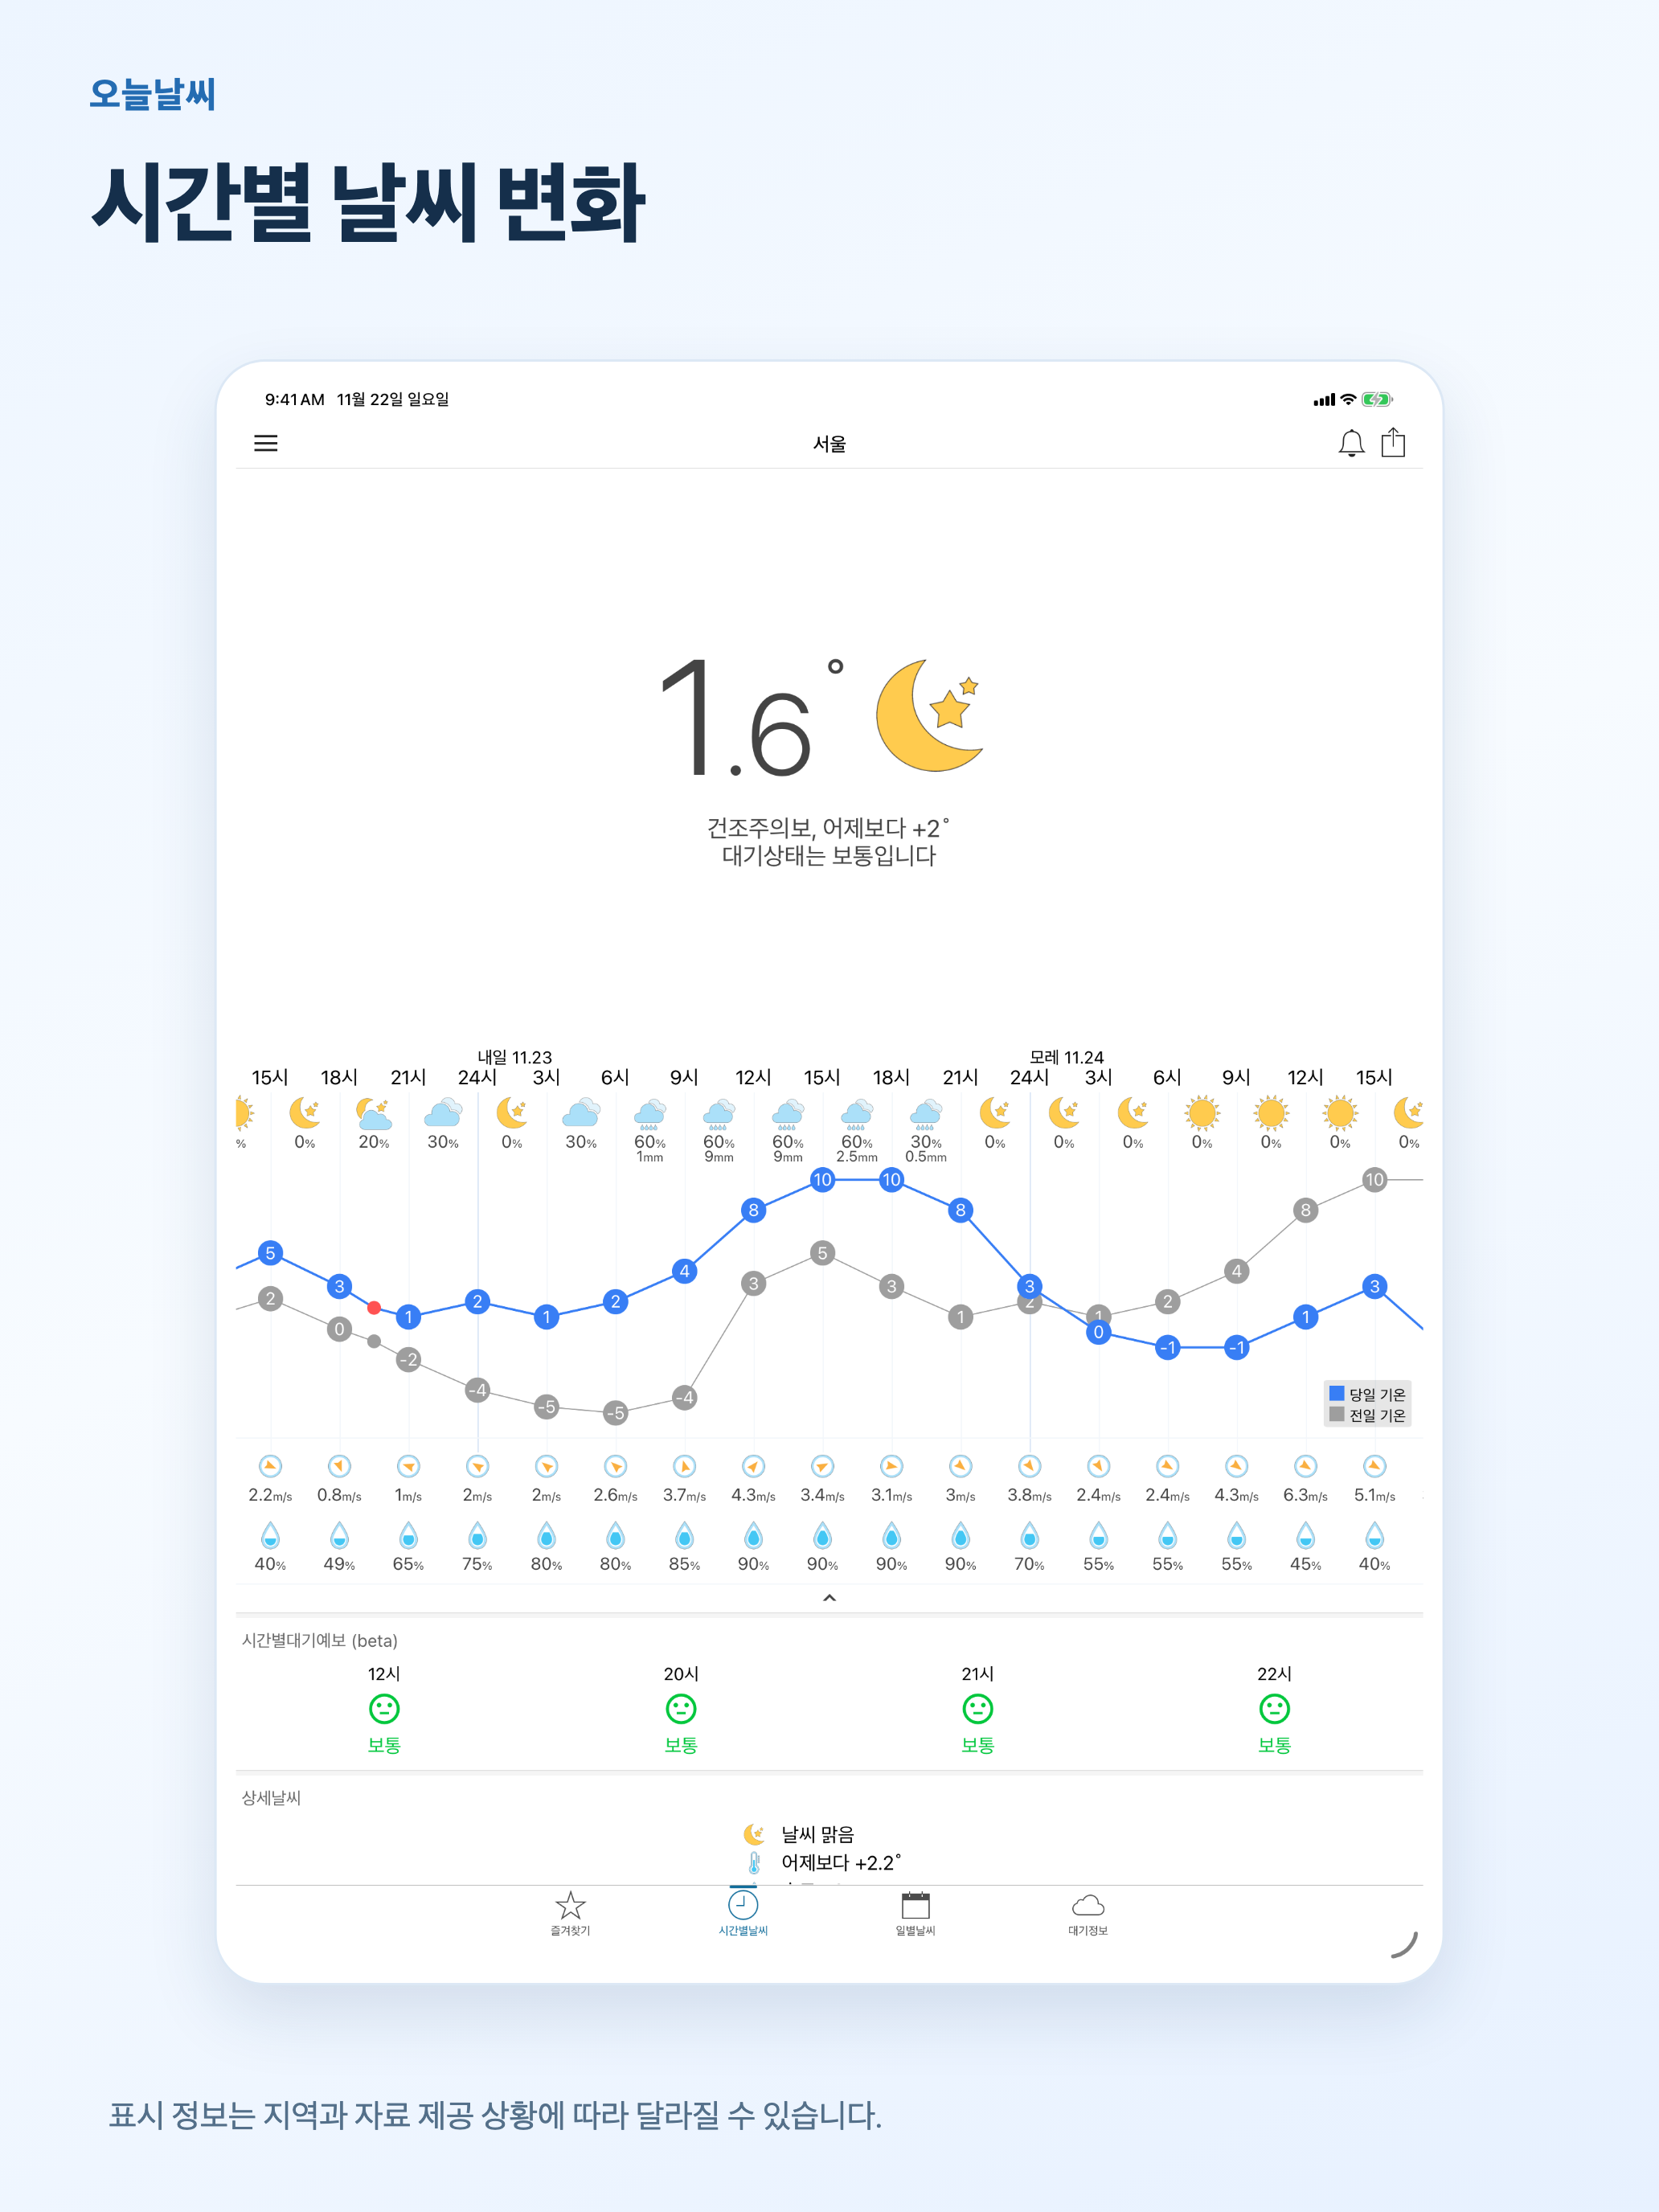 오늘날씨
시간별 날씨 변화
9:41 AM 11월 22일 일요일
서울
1.6°
건조주의보, 어제보다 +2°
대기상태는 보통입니다
내일 11.23 모레 11.24
15시 18시 21시 24시 3시 6시 9시 12시 15시 18시 21시 24시 3시 6시 9시 12시 15시
% 0% 20% 30% 0% 30% 60% 60% 60% 60% 30% 0% 0% 0% 0% 0% 0% 0%
1mm 9mm 9mm 2.5mm 0.5mm
5 3 1 2 1 2 4 8 10 10 8 3 0 -1 -1 1 3
2 0 -2 -4 -5 -5 -4 3 5 3 1 2 1 2 4 8 10
당일 기온
전일 기온
2.2m/s 0.8m/s 1m/s 2m/s 2m/s 2.6m/s 3.7m/s 4.3m/s 3.4m/s 3.1m/s 3m/s 3.8m/s 2.4m/s 2.4m/s 4.3m/s 6.3m/s 5.1m/s
40% 49% 65% 75% 80% 80% 85% 90% 90% 90% 90% 70% 55% 55% 55% 45% 40%
시간별대기예보 (beta)
12시 20시 21시 22시
보통 보통 보통 보통
상세날씨
날씨 맑음
어제보다 +2.2°
즐겨찾기 시간별날씨 일별날씨 대기정보
표시 정보는 지역과 자료 제공 상황에 따라 달라질 수 있습니다.